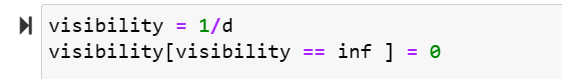 visibility = 1/d
visibility[visibility == inf ] = 0